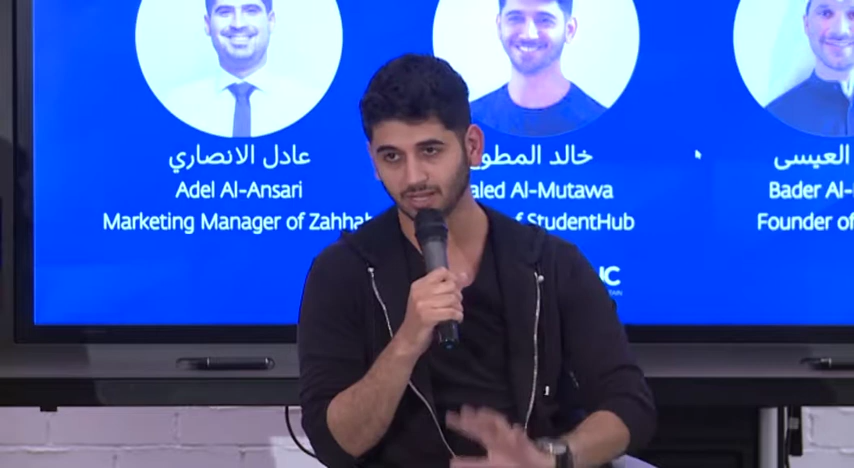 عادل الانصاري
Adel Al-Ansari
Marketing Manager of Zahhab
خالد المطوع
aled Al-Mutawa
of StudentHub
العيسى
Bader Al-
Founder of